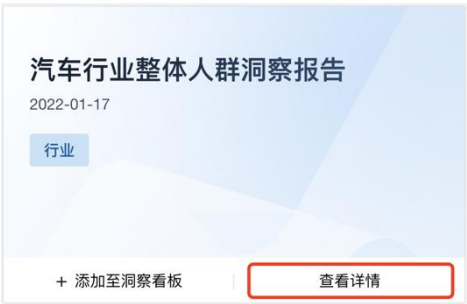 汽车行业整体人群洞察报告
2022-01-17
行业
+ 添加至洞察看板
查看详情